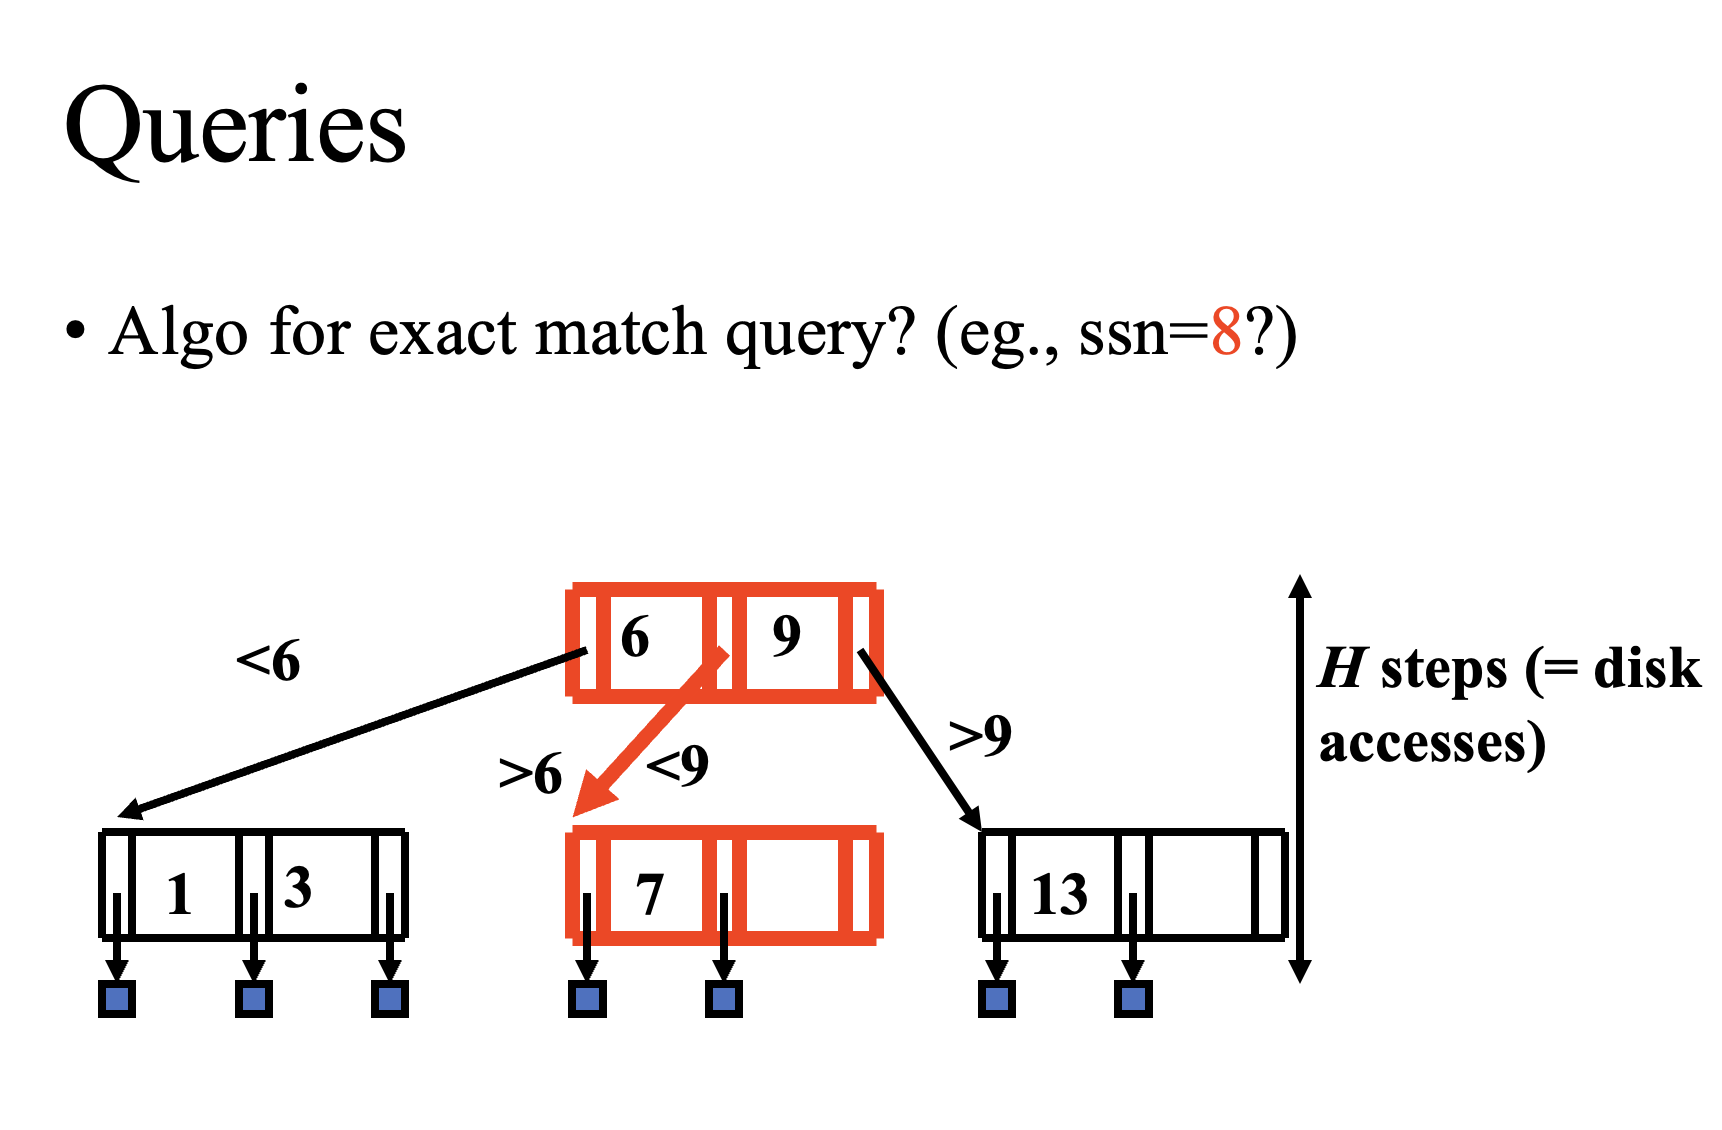 Queries
• Algo for exact match query? (eg., ssn=8?)
6 9
<6
H steps (= disk
accesses)
>6 <9 >9
1 3 7 13